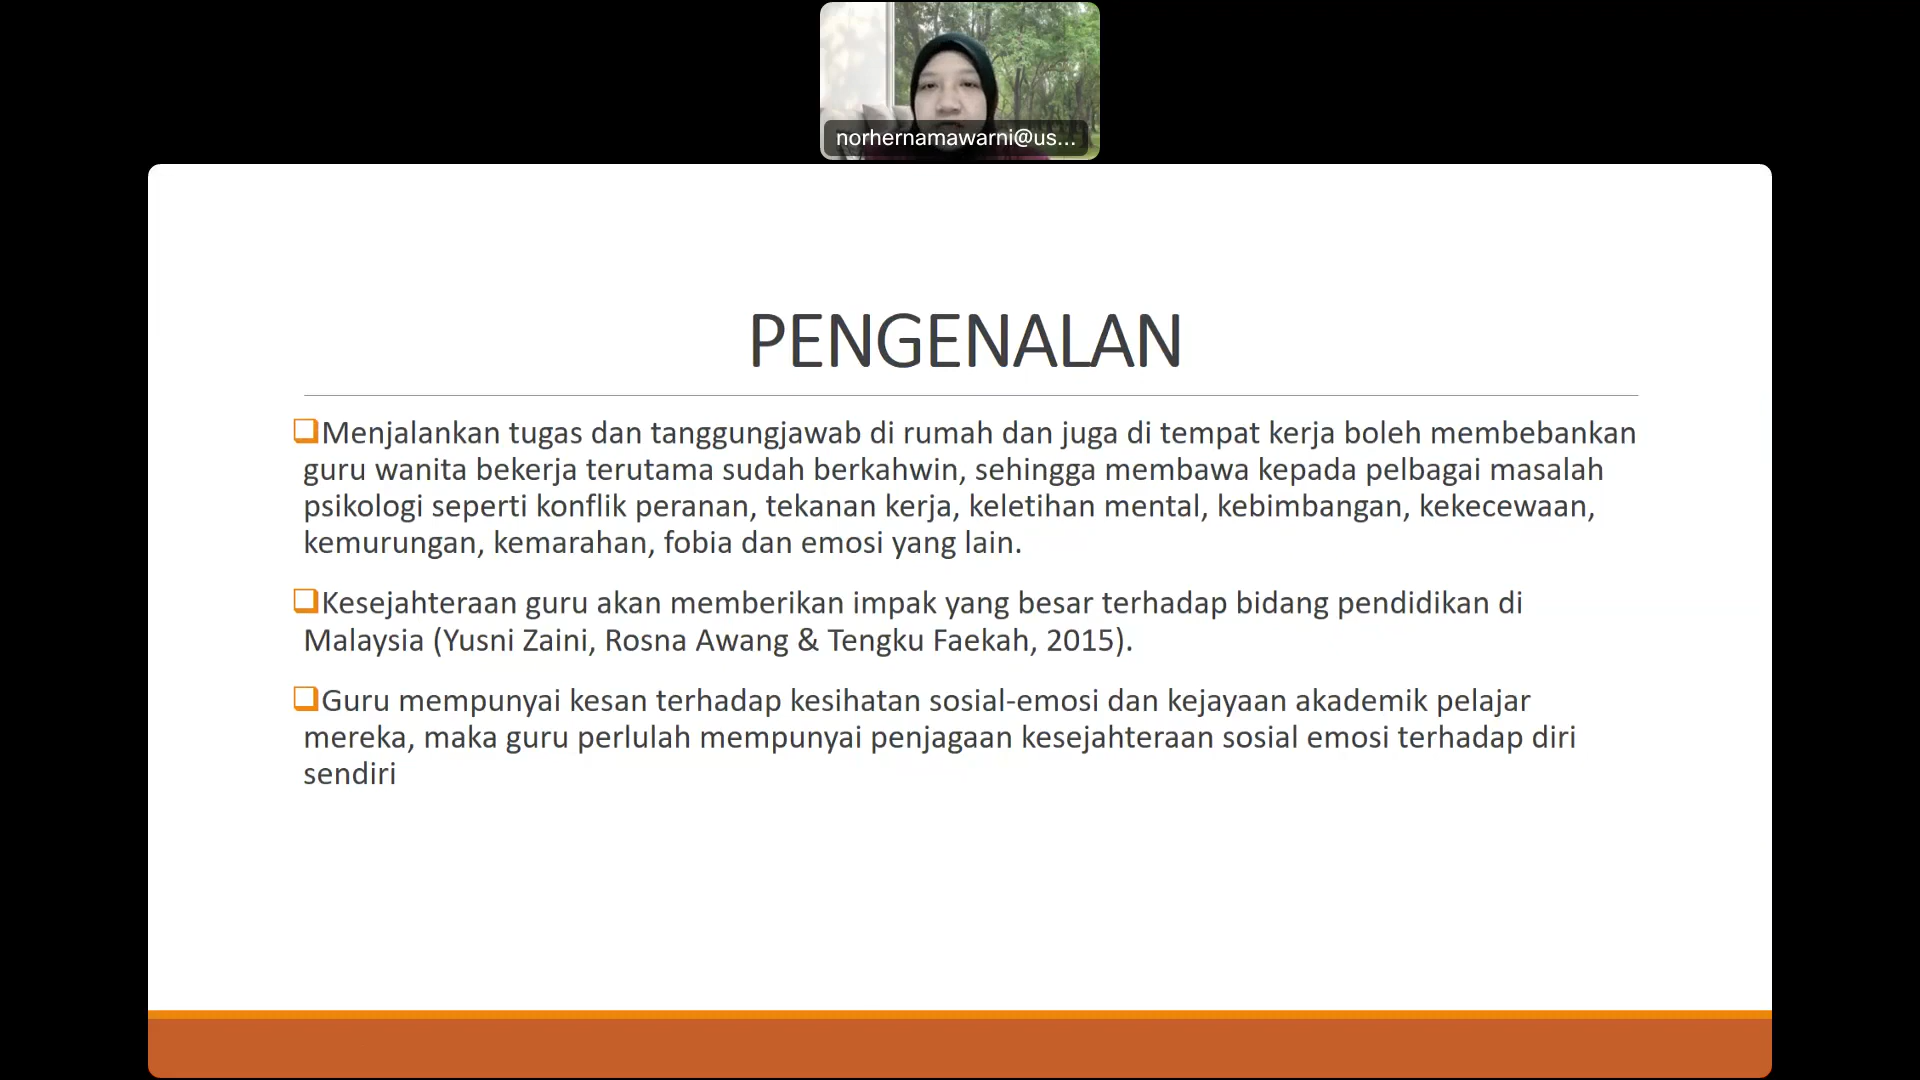 norhernamawarni@us...
PENGENALAN
Menjalankan tugas dan tanggungjawab di rumah dan juga di tempat kerja boleh membebankan
guru wanita bekerja terutama sudah berkahwin, sehingga membawa kepada pelbagai masalah
psikologi seperti konflik peranan, tekanan kerja, keletihan mental, kebimbangan, kekecewaan,
kemurungan, kemarahan, fobia dan emosi yang lain.
Kesejahteraan guru akan memberikan impak yang besar terhadap bidang pendidikan di
Malaysia (Yusni Zaini, Rosna Awang & Tengku Faekah, 2015).
Guru mempunyai kesan terhadap kesihatan sosial-emosi dan kejayaan akademik pelajar
mereka, maka guru perlulah mempunyai penjagaan kesejahteraan sosial emosi terhadap diri
sendiri